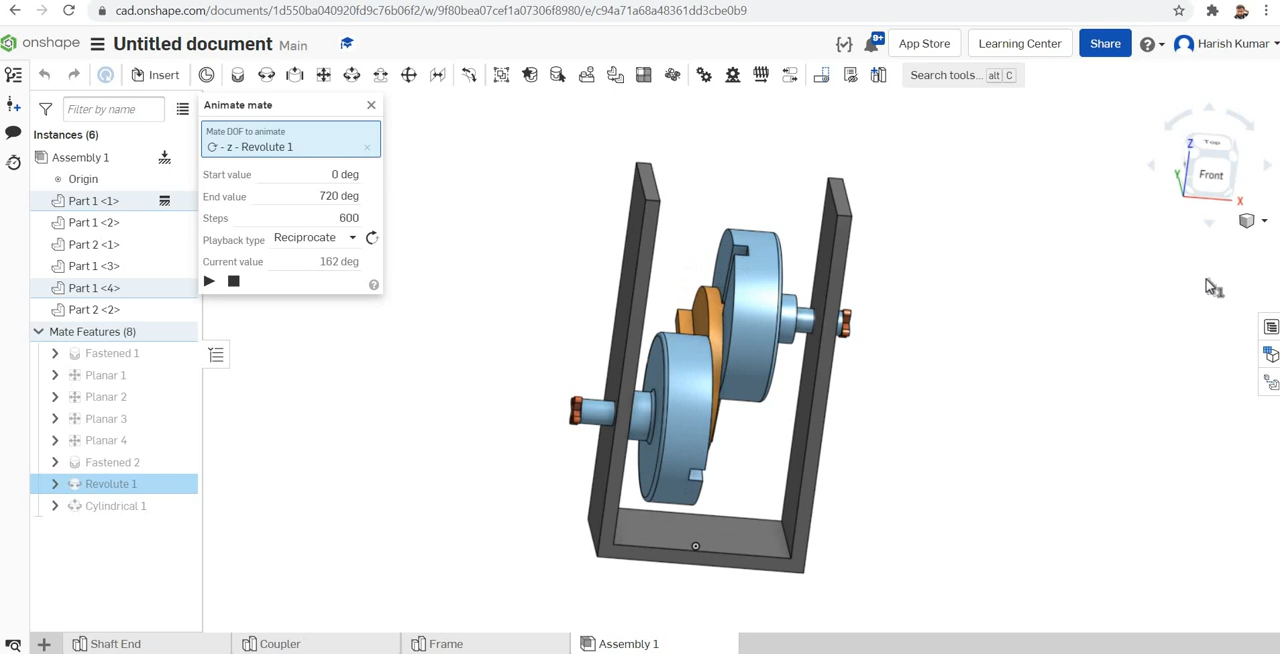 cad.onshape.com/documents/1d550ba040920fd9c76b06f2/w/9f80bea07cef1a07306f8980/e/c94a71a68a48361dd3cbe0b9
onshape Untitled document Main
9+
App Store Learning Center Share Harish Kumar
Insert Search tools... alt C
Filter by name
Instances (6)
Assembly 1
Origin
Part 1 <1>
Part 1 <2>
Part 2 <1>
Part 1 <3>
Part 1 <4>
Part 2 <2>
Mate Features (8)
Fastened 1
Planar 1
Planar 2
Planar 3
Planar 4
Fastened 2
Revolute 1
Cylindrical 1
Animate mate
Mate DOF to animate
- z - Revolute 1
Start value 0 deg
End value 720 deg
Steps 600
Playback type Reciprocate
Current value 162 deg
Top
Z
Y
Front
X
Shaft End Coupler Frame Assembly 1